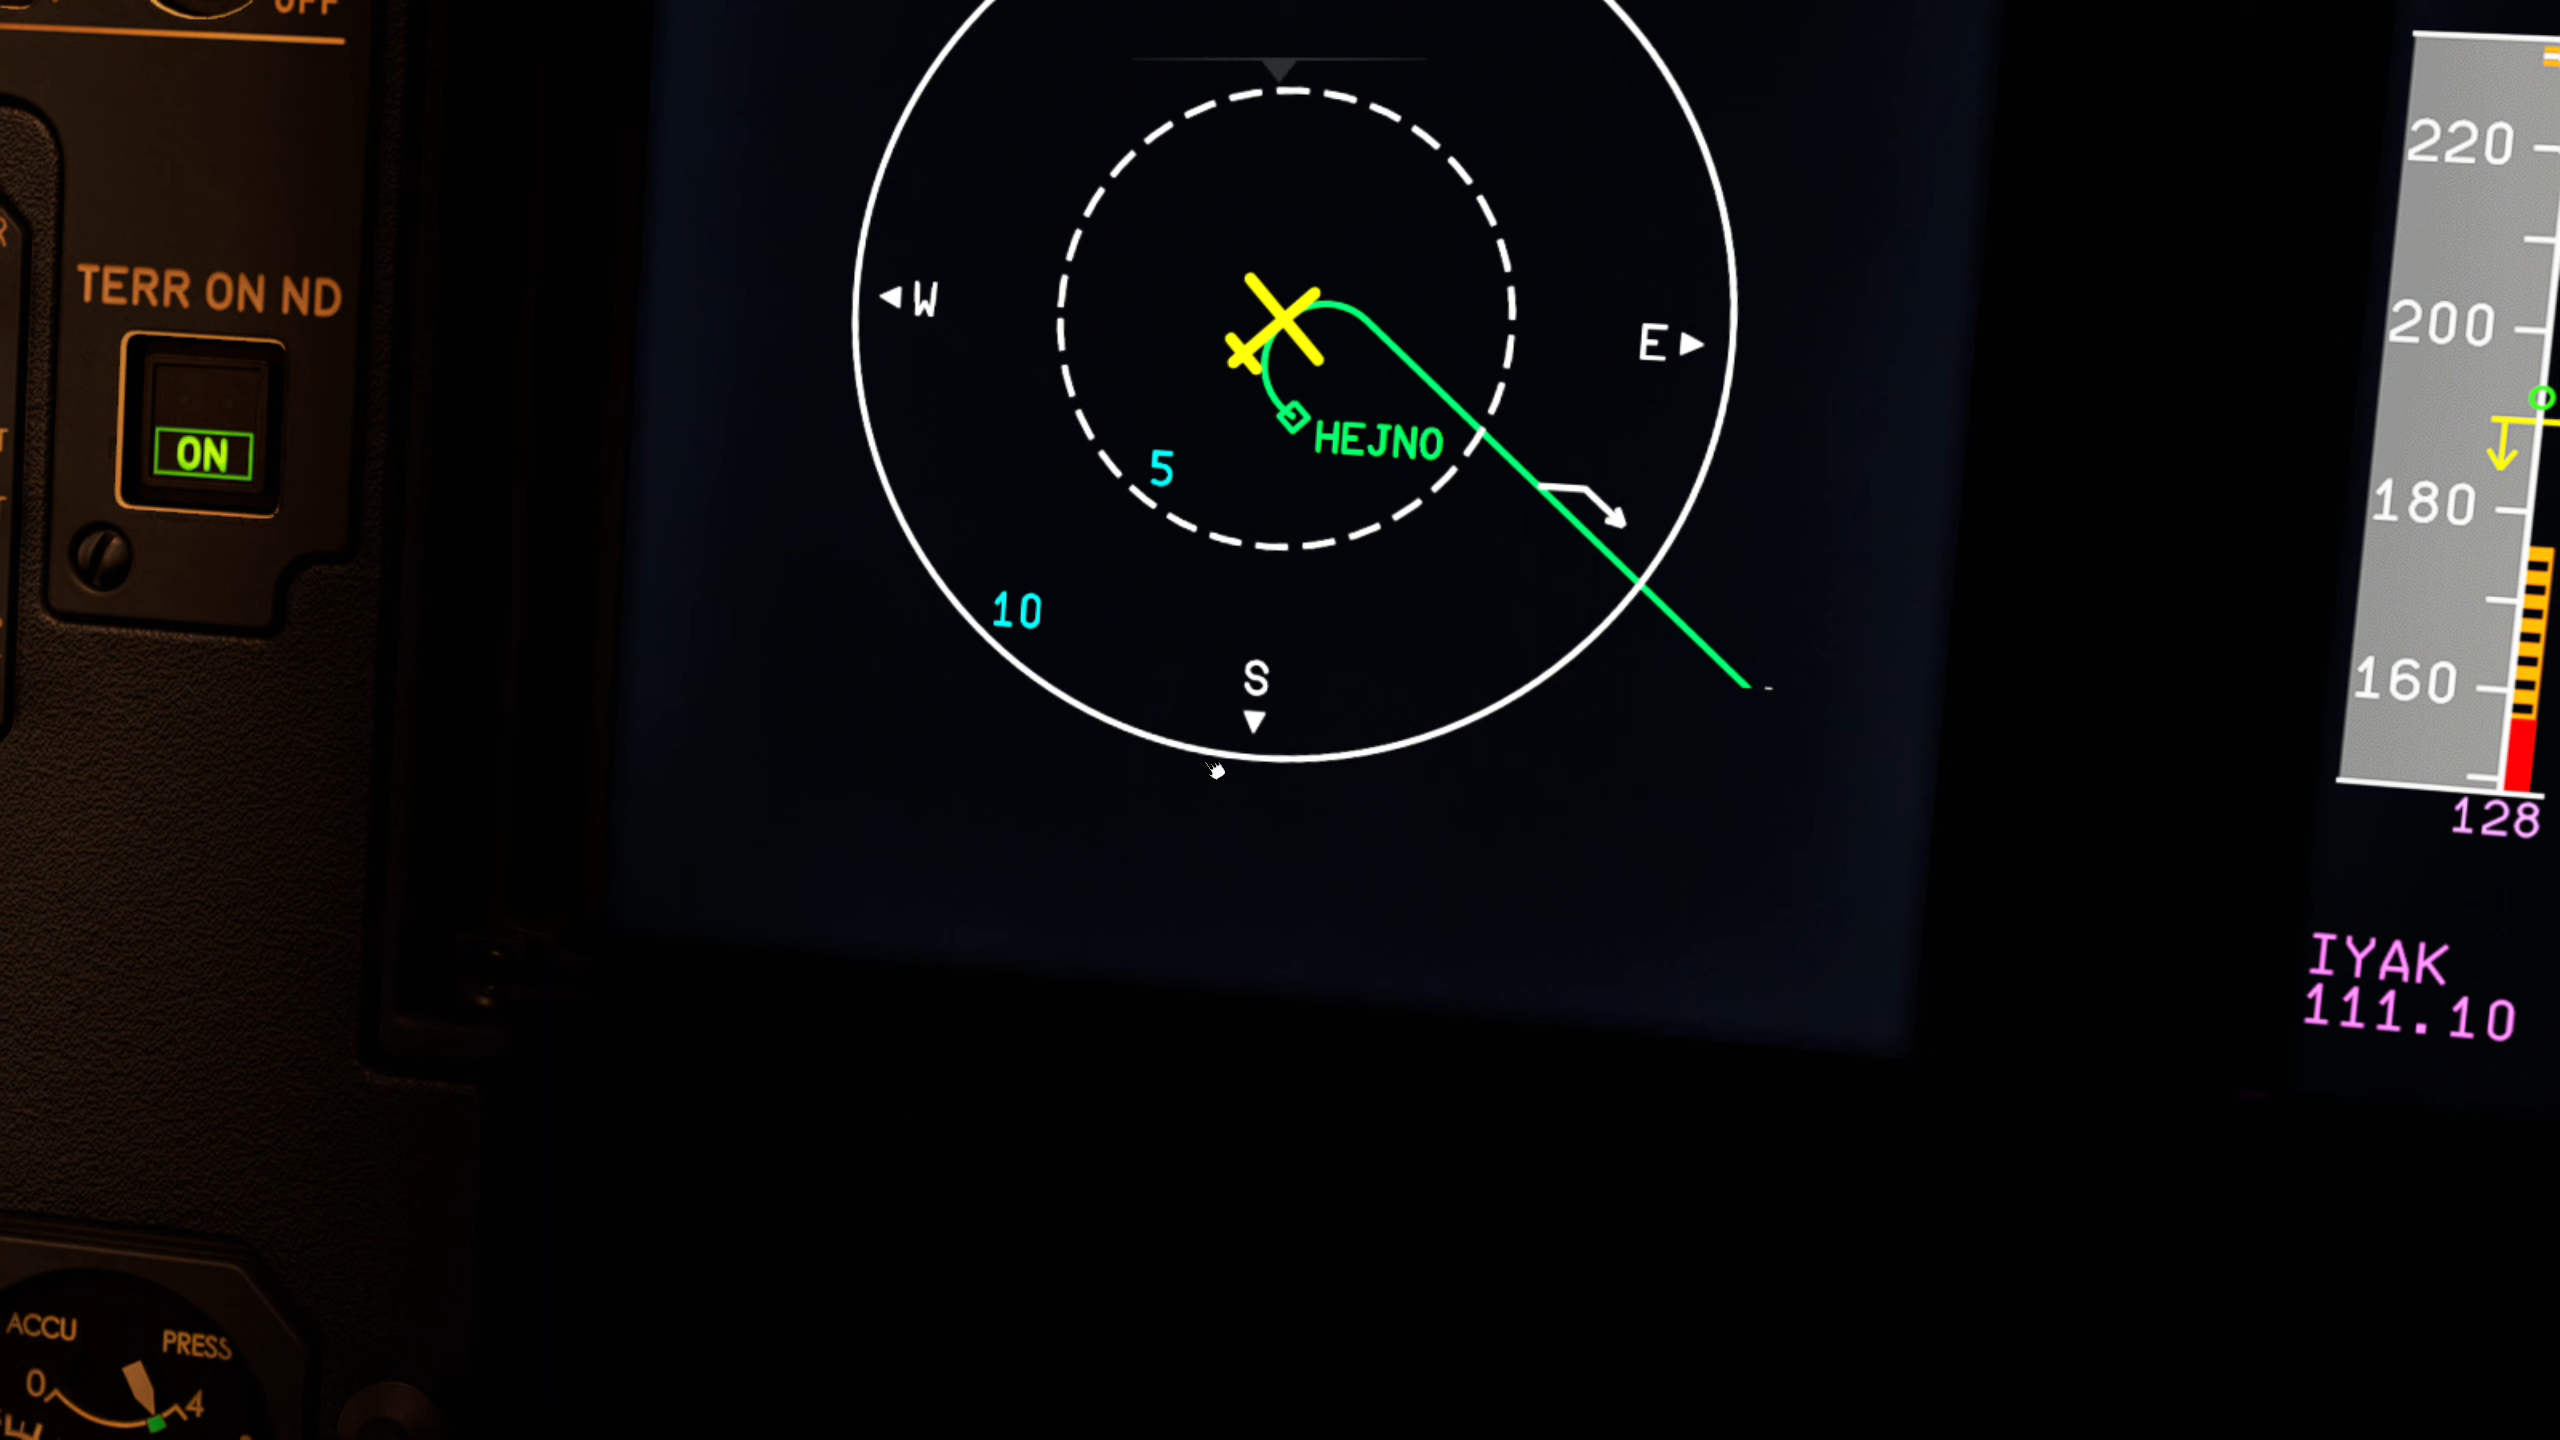 OFF
TERR ON ND
ON
W
E
HEJNO
5
10
S
220
200
180
160
128
IYAK
111.10
ACCU PRESS
0 4